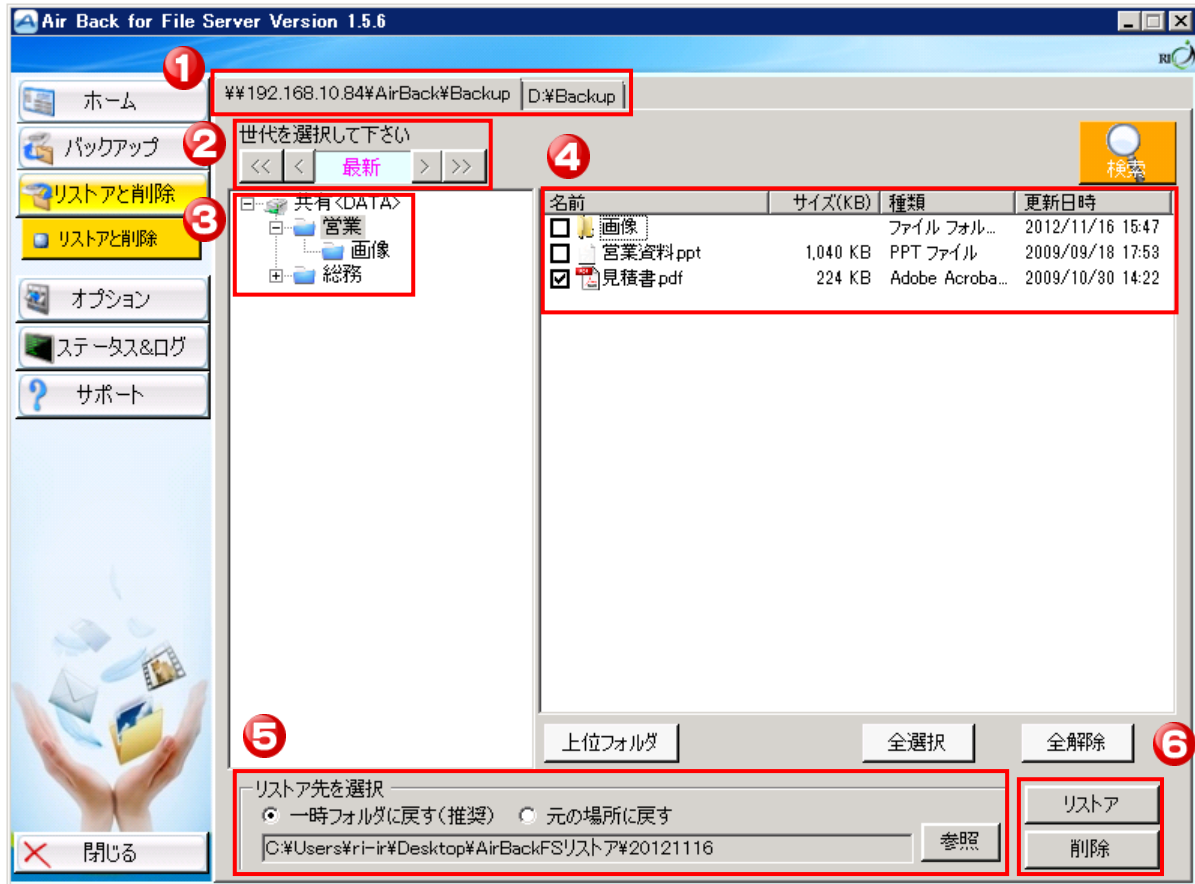 Air Back for File Server Version 1.5.6
RI
1
ホーム
バックアップ
リストアと削除
リストアと削除
オプション
ステータス&ログ
サポート
閉じる
¥¥192.168.10.84¥AirBack¥Backup D:¥Backup
2
世代を選択して下さい
<< < 最新 > >>
検索
3
共有<DATA>
営業
画像
総務
4
名前 サイズ(KB) 種類 更新日時
画像 ファイル フォル... 2012/11/16 15:47
営業資料.ppt 1,040 KB PPT ファイル 2009/09/18 17:53
見積書.pdf 224 KB Adobe Acroba... 2009/10/30 14:22
上位フォルダ 全選択 全解除
5
リストア先を選択
一時フォルダに戻す(推奨) 元の場所に戻す
C:¥Users¥ri-ir¥Desktop¥AirBackFSリストア¥20121116 参照
6
リストア
削除